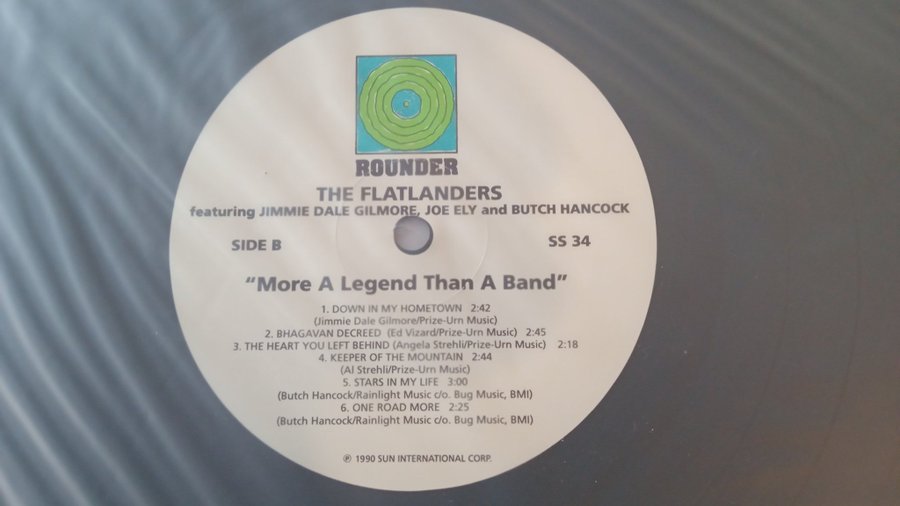 ROUNDER
THE FLATLANDERS
featuring JIMMIE DALE GILMORE, JOE ELY and BUTCH HANCOCK
SIDE B SS 34
"More A Legend Than A Band"
1. DOWN IN MY HOMETOWN 2:42
(Jimmie Dale Gilmore/Prize-Urn Music)
2. BHAGAVAN DECREED (Ed Vizard/Prize-Urn Music) 2:45
3. THE HEART YOU LEFT BEHIND (Angela Strehli/Prize-Urn Music) 2:18
4. KEEPER OF THE MOUNTAIN 2:44
(Al Strehli/Prize-Urn Music)
5. STARS IN MY LIFE 3:00
(Butch Hancock/Rainlight Music c/o. Bug Music, BMI)
6. ONE ROAD MORE 2:25
(Butch Hancock/Rainlight Music c/o. Bug Music, BMI)
℗ 1990 SUN INTERNATIONAL CORP.